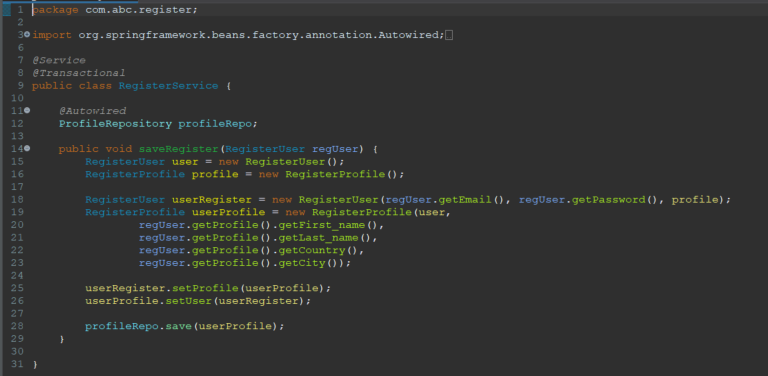 1 package com.abc.register;
2
3 import org.springframework.beans.factory.annotation.Autowired;
6
7 @Service
8 @Transactional
9 public class RegisterService {
10
11 @Autowired
12 ProfileRepository profileRepo;
13
14 public void saveRegister(RegisterUser regUser) {
15 RegisterUser user = new RegisterUser();
16 RegisterProfile profile = new RegisterProfile();
17
18 RegisterUser userRegister = new RegisterUser(regUser.getEmail(), regUser.getPassword(), profile);
19 RegisterProfile userProfile = new RegisterProfile(user,
20 regUser.getProfile().getFirst_name(),
21 regUser.getProfile().getLast_name(),
22 regUser.getProfile().getCountry(),
23 regUser.getProfile().getCity());
24
25 userRegister.setProfile(userProfile);
26 userProfile.setUser(userRegister);
27
28 profileRepo.save(userProfile);
29 }
30
31 }